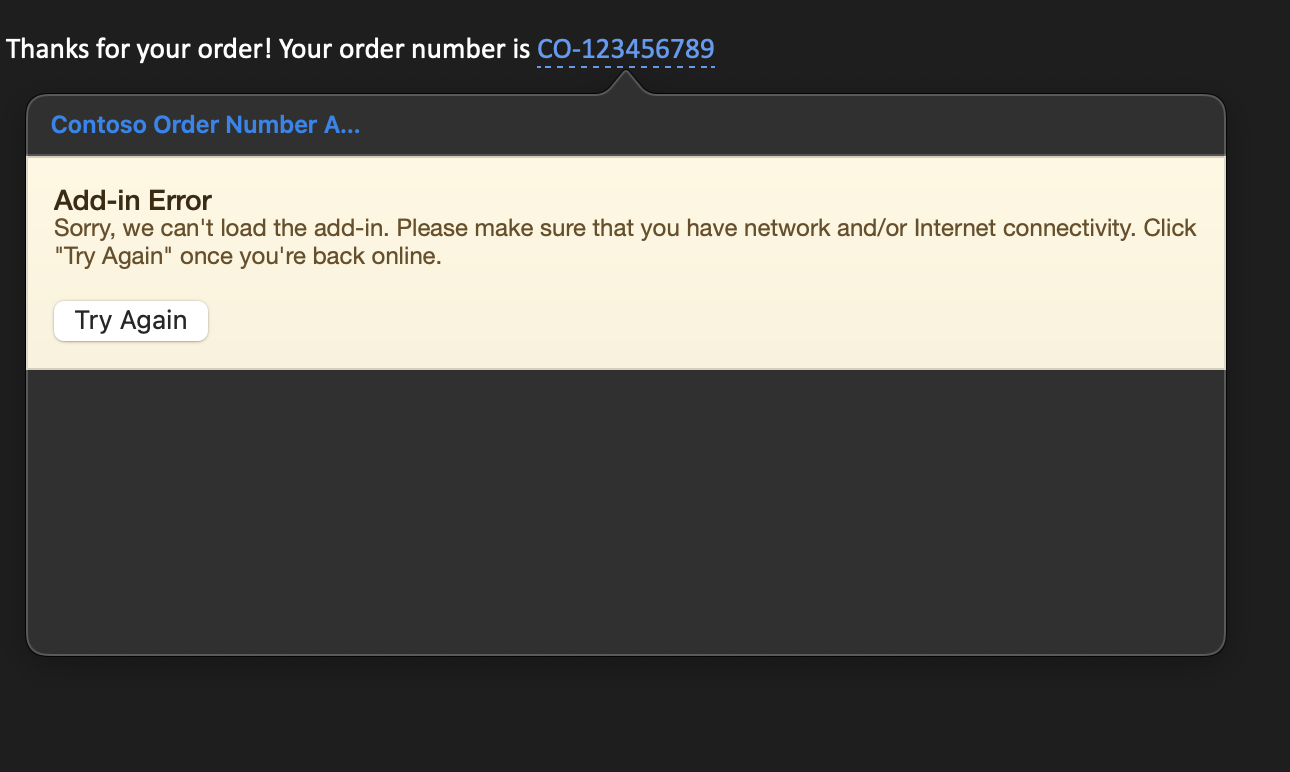 Thanks for your order! Your order number is CO-123456789
Contoso Order Number A...
Add-in Error
Sorry, we can't load the add-in. Please make sure that you have network and/or Internet connectivity. Click
"Try Again" once you're back online.
Try Again